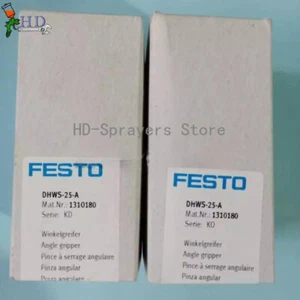 HD
HD-Sprayers Store
FESTO
DHWS-25-A
Mat.Nr.: 1310180
Serie: KD
Winkelgreifer
Angle gripper
Pince à serrage angulaire
Pinza angular
FESTO
DHWS-25-A
Mat.Nr.: 1310180
Serie: KD
Winkelgreifer
Angle gripper
Pince à serrage angulaire
Pinza angular